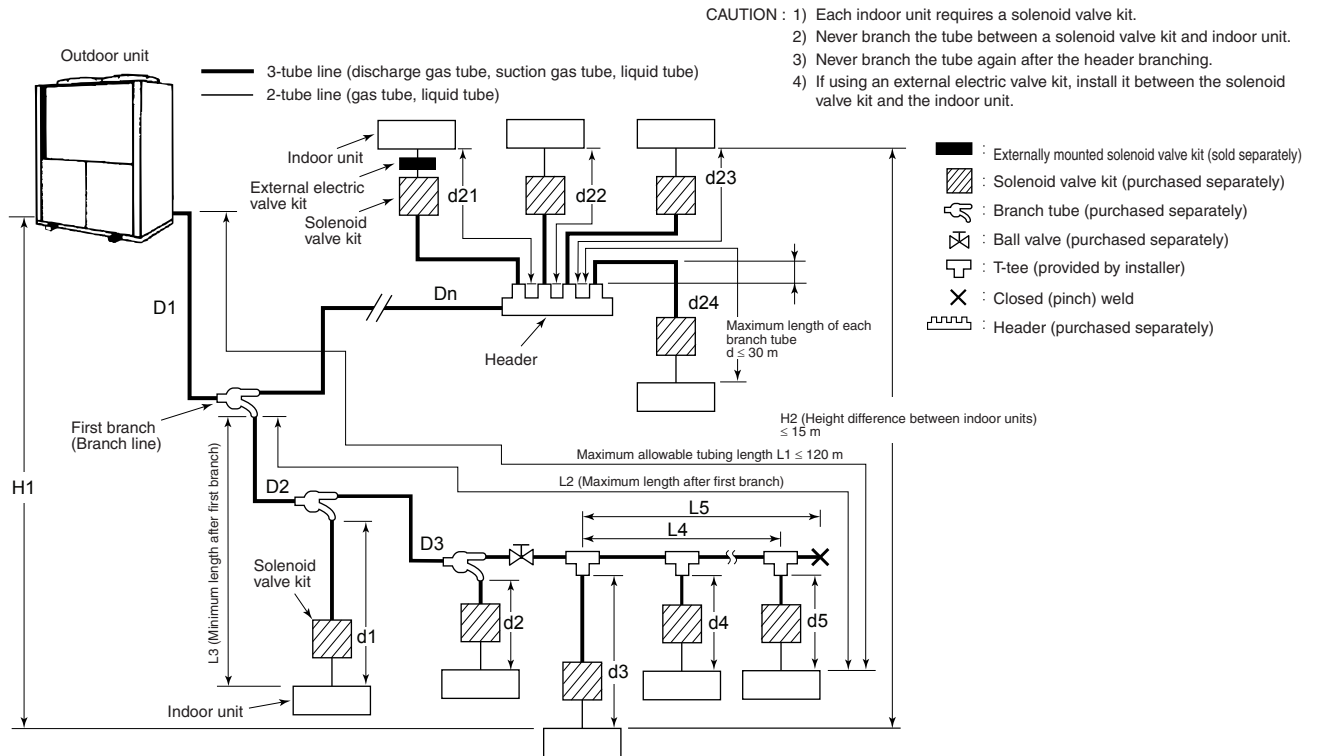 CAUTION : 1) Each indoor unit requires a solenoid valve kit.
2) Never branch the tube between a solenoid valve kit and indoor unit.
3) Never branch the tube again after the header branching.
4) If using an external electric valve kit, install it between the solenoid
valve kit and the indoor unit.
Outdoor unit
3-tube line (discharge gas tube, suction gas tube, liquid tube)
2-tube line (gas tube, liquid tube)
Indoor unit
External electric
valve kit
Solenoid
valve kit
d21
d22
d23
: Externally mounted solenoid valve kit (sold separately)
: Solenoid valve kit (purchased separately)
: Branch tube (purchased separately)
: Ball valve (purchased separately)
: T-tee (provided by installer)
: Closed (pinch) weld
: Header (purchased separately)
D1
Dn
Header
d24
Maximum length of each
branch tube
d ≤ 30 m
First branch
(Branch line)
H2 (Height difference between indoor units)
≤ 15 m
Maximum allowable tubing length L1 ≤ 120 m
L2 (Maximum length after first branch)
H1
L3 (Minimum length after first branch)
D2
D3
L5
L4
Solenoid
valve kit
d1
d2
d3
d4
d5
Indoor unit